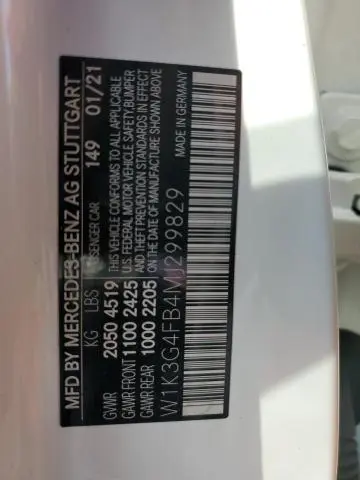 MFD BY MERCEDES-BENZ AG STUTTGART
KG LBS PASSENGER CAR 149 01/21
GVWR 2050 4519 THIS VEHICLE CONFORMS TO ALL APPLICABLE
U.S. FEDERAL MOTOR VEHICLE SAFETY, BUMPER
GAWR FRONT 1100 2425 AND THEFT PREVENTION STANDARDS IN EFFECT
GAWR REAR 1000 2205 ON THE DATE OF MANUFACTURE SHOWN ABOVE
MADE IN GERMANY
W1K3G4FB4MJ299829